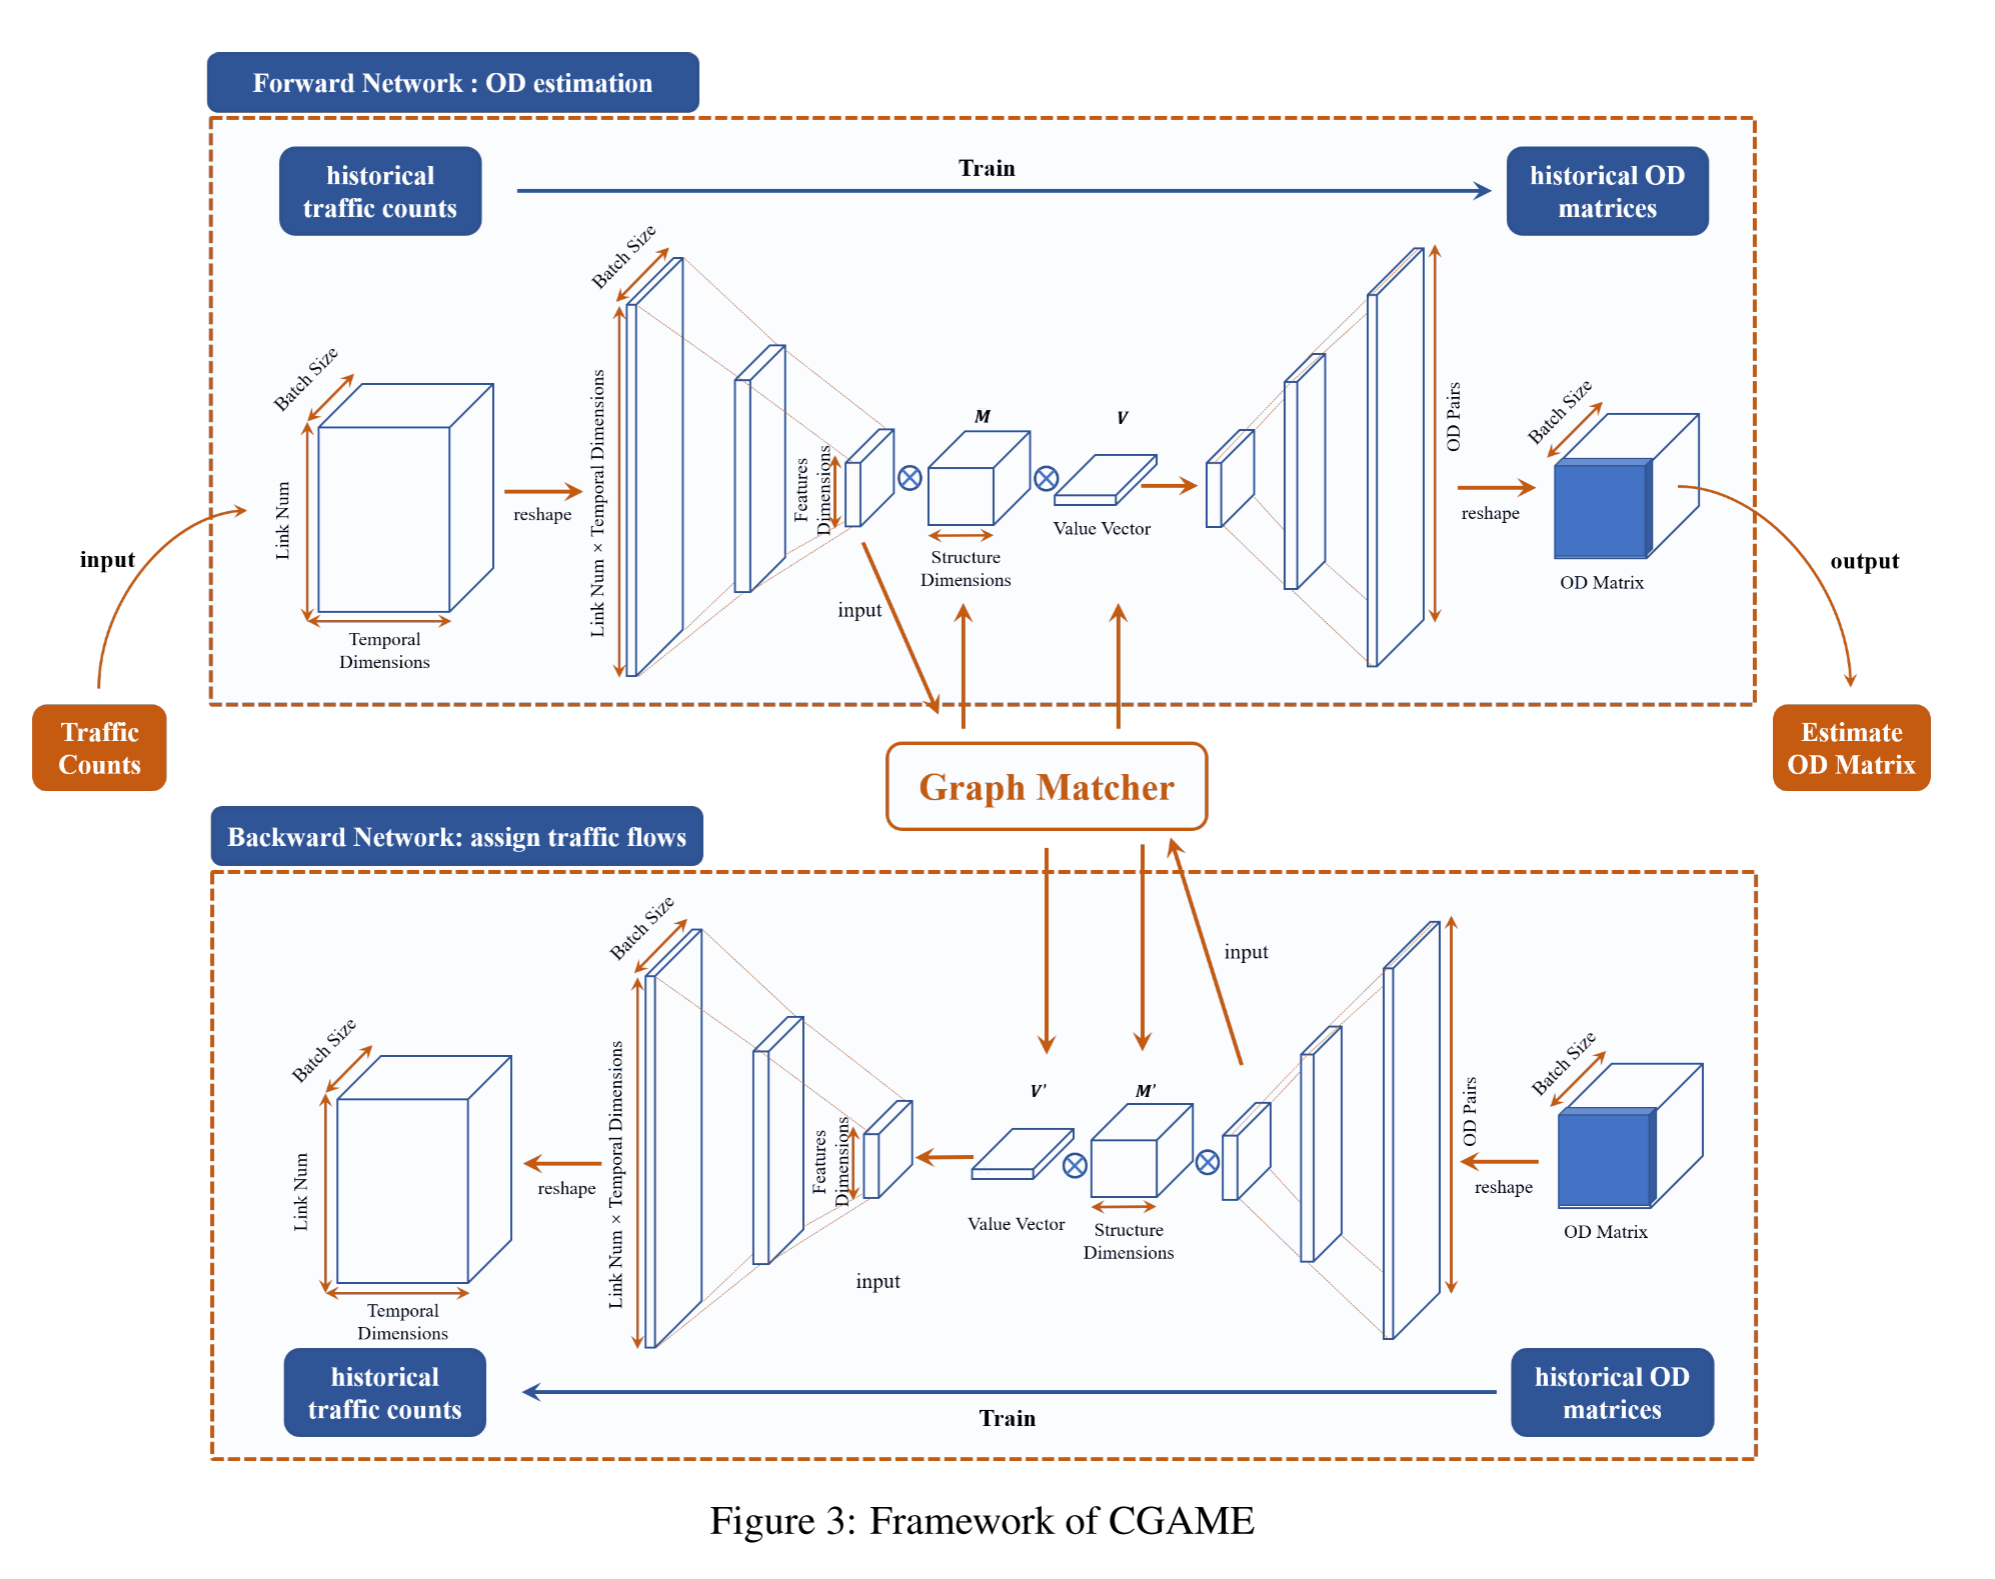 Forward Network : OD estimation
historical
traffic counts
Train
historical OD
matrices
Batch Size
Link Num
Temporal
Dimensions
reshape
Batch Size
Link Num × Temporal Dimensions
Features
Dimensions
M
Structure
Dimensions
V
Value Vector
OD Pairs
reshape
Batch Size
OD Matrix
input
input
output
Traffic
Counts
Estimate
OD Matrix
Graph Matcher
Backward Network: assign traffic flows
Batch Size
Link Num
Temporal
Dimensions
reshape
Batch Size
Link Num × Temporal Dimensions
Features
Dimensions
input
V'
Value Vector
M'
Structure
Dimensions
input
OD Pairs
reshape
Batch Size
OD Matrix
historical
traffic counts
Train
historical OD
matrices
Figure 3: Framework of CGAME